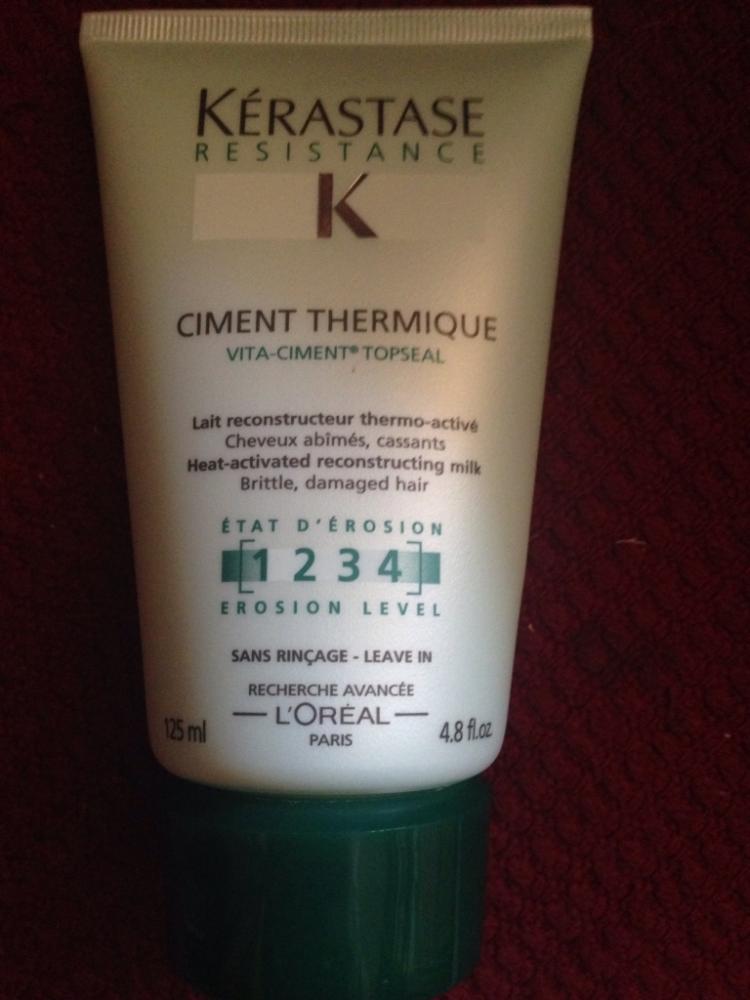 KÉRASTASE
RESISTANCE
K
CIMENT THERMIQUE
VITA-CIMENT® TOPSEAL
Lait reconstructeur thermo-activé
Cheveux abîmés, cassants
Heat-activated reconstructing milk
Brittle, damaged hair
ÉTAT D'ÉROSION
[1 2 3 4]
EROSION LEVEL
SANS RINÇAGE - LEAVE IN
RECHERCHE AVANCÉE
L'ORÉAL
PARIS
125 ml
4.8 fl.oz